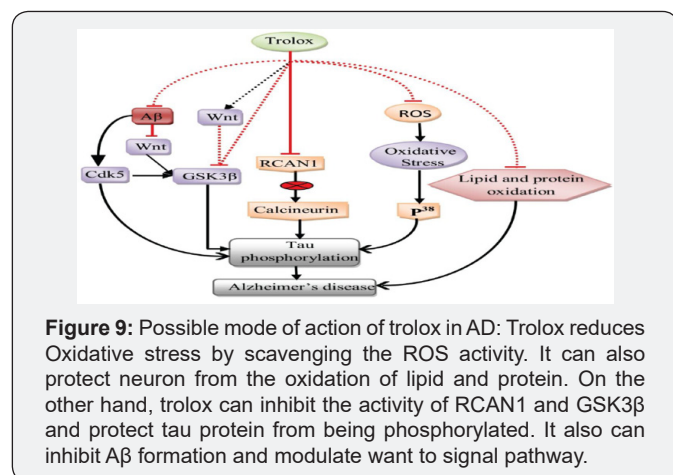 Trolox
Aβ
Wnt
ROS
Wnt
Cdk5
GSK3β
RCAN1
Oxidative
Stress
Lipid and protein
oxidation
Calcineurin
P38
Tau
phosphorylation
Alzheimer's disease
Figure 9: Possible mode of action of trolox in AD: Trolox reduces
Oxidative stress by scavenging the ROS activity. It can also
protect neuron from the oxidation of lipid and protein. On the
other hand, trolox can inhibit the activity of RCAN1 and GSK3β
and protect tau protein from being phosphorylated. It also can
inhibit Aβ formation and modulate want to signal pathway.